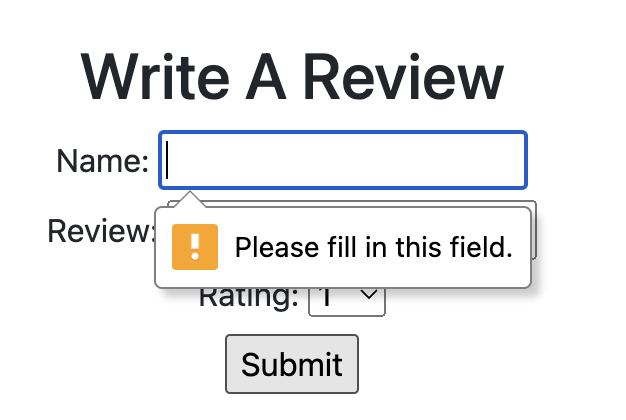 Write A Review
Name:
Review:
! Please fill in this field.
Rating: 1
Submit